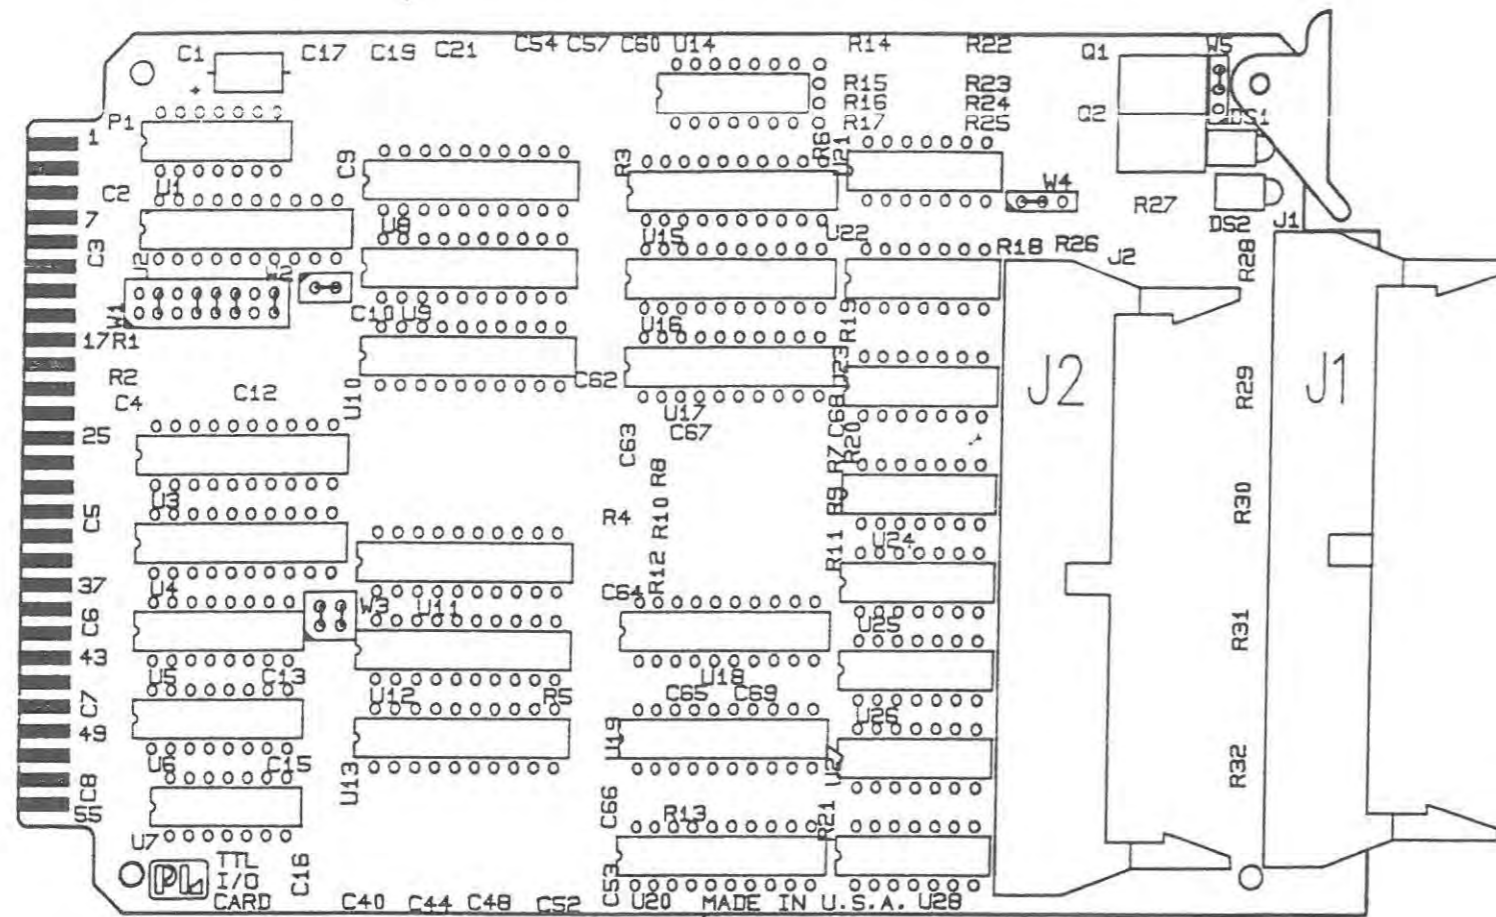 C1 C17 C19 C21 C54 C57 C60 U14 R14 R22 Q1 W5
R15 R23
R16 R24
R17 R25 Q2 DS1
1 P1 C9 R3 R6 U21
C2 U1 W4 R27
7 U8 U15 U22 DS2 J1
C3 U2 W2 R18 R26 J2 R28
W1 C10 U9 U16 R19
17 R1
R2 C62 U23 J2 R29 J1
C4 C12 U10 U17 C68
25 C67 C63 R7 R20
U3 R8 R9
C5 R4 R10 R30
U24
R12 R11
37 U4 C64
C6 W3 U11 U25 R31
43 U5 C13 U18
C7 U12 R5 C65 C69
49 U19 U26
U6 C15 U13 U27 R32
C8
55 C66 R13 R21
U7
PL TTL
I/O
CARD C16 C40 C44 C48 C52 C53 U20 MADE IN U.S.A. U28